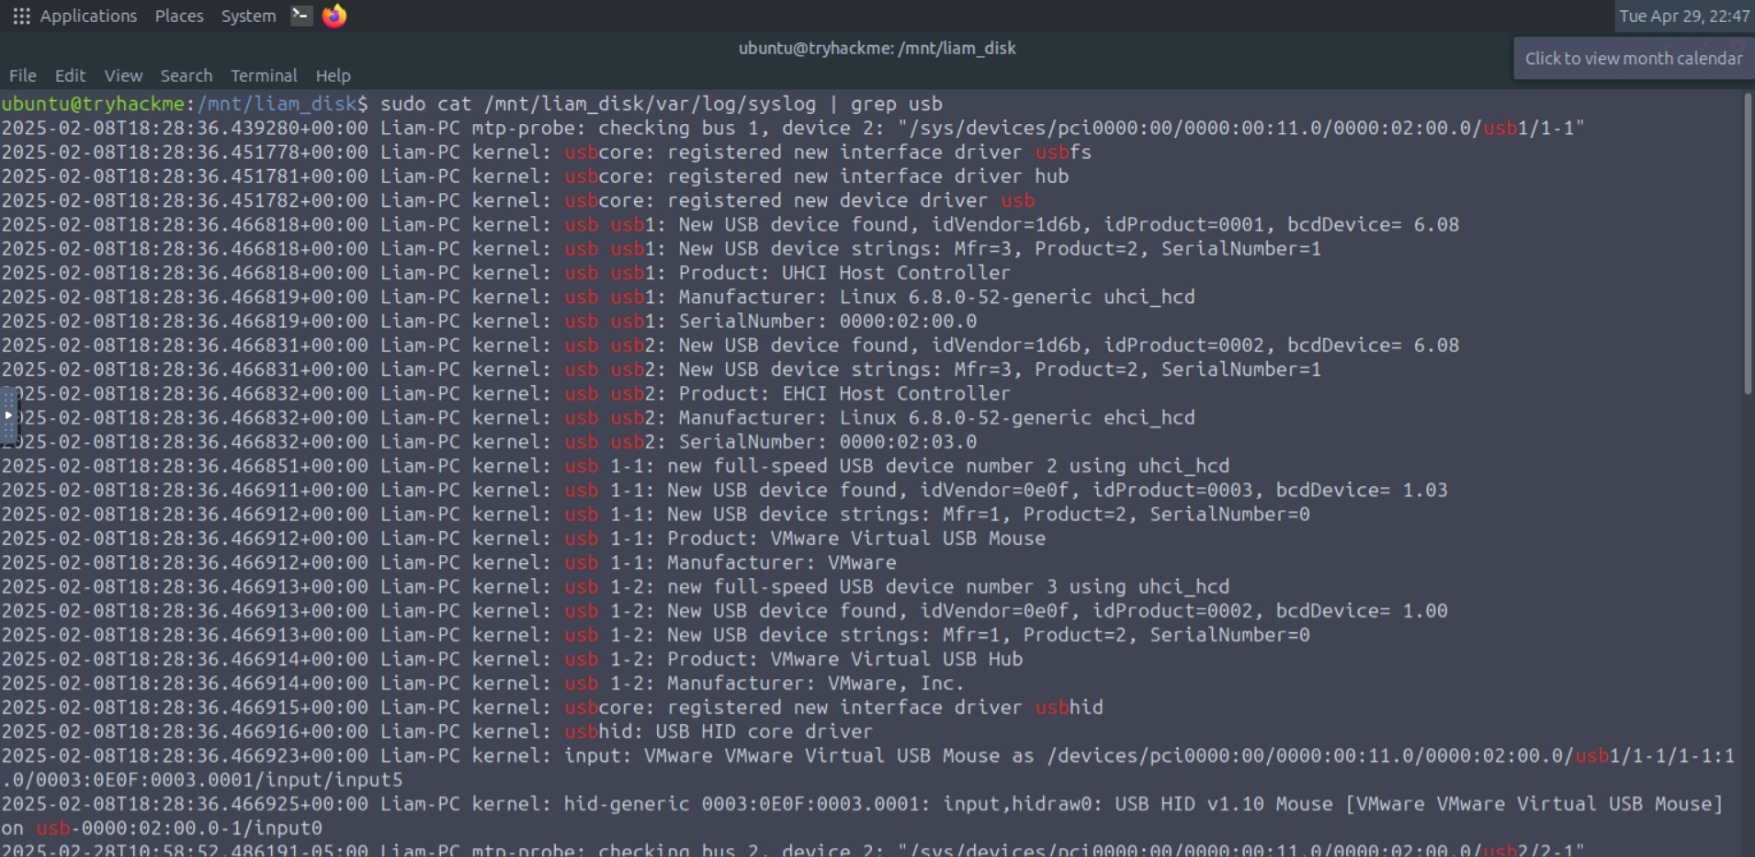 Applications Places System Tue Apr 29, 22:47
ubuntu@tryhackme: /mnt/liam_disk
Click to view month calendar
File Edit View Search Terminal Help
ubuntu@tryhackme:/mnt/liam_disk$ sudo cat /mnt/liam_disk/var/log/syslog | grep usb
2025-02-08T18:28:36.439280+00:00 Liam-PC mtp-probe: checking bus 1, device 2: "/sys/devices/pci0000:00/0000:00:11.0/0000:02:00.0/usb1/1-1"
2025-02-08T18:28:36.451778+00:00 Liam-PC kernel: usbcore: registered new interface driver usbfs
2025-02-08T18:28:36.451781+00:00 Liam-PC kernel: usbcore: registered new interface driver hub
2025-02-08T18:28:36.451782+00:00 Liam-PC kernel: usbcore: registered new device driver usb
2025-02-08T18:28:36.466818+00:00 Liam-PC kernel: usb usb1: New USB device found, idVendor=1d6b, idProduct=0001, bcdDevice= 6.08
2025-02-08T18:28:36.466818+00:00 Liam-PC kernel: usb usb1: New USB device strings: Mfr=3, Product=2, SerialNumber=1
2025-02-08T18:28:36.466818+00:00 Liam-PC kernel: usb usb1: Product: UHCI Host Controller
2025-02-08T18:28:36.466819+00:00 Liam-PC kernel: usb usb1: Manufacturer: Linux 6.8.0-52-generic uhci_hcd
2025-02-08T18:28:36.466819+00:00 Liam-PC kernel: usb usb1: SerialNumber: 0000:02:00.0
2025-02-08T18:28:36.466831+00:00 Liam-PC kernel: usb usb2: New USB device found, idVendor=1d6b, idProduct=0002, bcdDevice= 6.08
2025-02-08T18:28:36.466831+00:00 Liam-PC kernel: usb usb2: New USB device strings: Mfr=3, Product=2, SerialNumber=1
2025-02-08T18:28:36.466832+00:00 Liam-PC kernel: usb usb2: Product: EHCI Host Controller
2025-02-08T18:28:36.466832+00:00 Liam-PC kernel: usb usb2: Manufacturer: Linux 6.8.0-52-generic ehci_hcd
2025-02-08T18:28:36.466832+00:00 Liam-PC kernel: usb usb2: SerialNumber: 0000:02:03.0
2025-02-08T18:28:36.466851+00:00 Liam-PC kernel: usb 1-1: new full-speed USB device number 2 using uhci_hcd
2025-02-08T18:28:36.466911+00:00 Liam-PC kernel: usb 1-1: New USB device found, idVendor=0e0f, idProduct=0003, bcdDevice= 1.03
2025-02-08T18:28:36.466912+00:00 Liam-PC kernel: usb 1-1: New USB device strings: Mfr=1, Product=2, SerialNumber=0
2025-02-08T18:28:36.466912+00:00 Liam-PC kernel: usb 1-1: Product: VMware Virtual USB Mouse
2025-02-08T18:28:36.466912+00:00 Liam-PC kernel: usb 1-1: Manufacturer: VMware
2025-02-08T18:28:36.466913+00:00 Liam-PC kernel: usb 1-2: new full-speed USB device number 3 using uhci_hcd
2025-02-08T18:28:36.466913+00:00 Liam-PC kernel: usb 1-2: New USB device found, idVendor=0e0f, idProduct=0002, bcdDevice= 1.00
2025-02-08T18:28:36.466913+00:00 Liam-PC kernel: usb 1-2: New USB device strings: Mfr=1, Product=2, SerialNumber=0
2025-02-08T18:28:36.466914+00:00 Liam-PC kernel: usb 1-2: Product: VMware Virtual USB Hub
2025-02-08T18:28:36.466914+00:00 Liam-PC kernel: usb 1-2: Manufacturer: VMware, Inc.
2025-02-08T18:28:36.466915+00:00 Liam-PC kernel: usbcore: registered new interface driver usbhid
2025-02-08T18:28:36.466916+00:00 Liam-PC kernel: usbhid: USB HID core driver
2025-02-08T18:28:36.466923+00:00 Liam-PC kernel: input: VMware VMware Virtual USB Mouse as /devices/pci0000:00/0000:00:11.0/0000:02:00.0/usb1/1-1/1-1:1
.0/0003:0E0F:0003.0001/input/input5
2025-02-08T18:28:36.466925+00:00 Liam-PC kernel: hid-generic 0003:0E0F:0003.0001: input,hidraw0: USB HID v1.10 Mouse [VMware VMware Virtual USB Mouse]
on usb-0000:02:00.0-1/input0
2025-02-28T10:58:52.486191-05:00 Liam-PC mtp-probe: checking bus 2, device 2: "/sys/devices/pci0000:00/0000:00:11.0/0000:02:00.0/usb2/2-1"